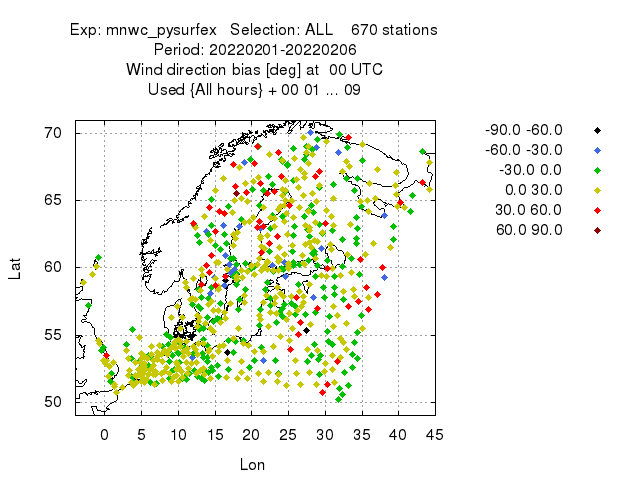 Exp: mnwc_pysurfex Selection: ALL 670 stations
Period: 20220201-20220206
Wind direction bias [deg] at 00 UTC
Used {All hours} + 00 01 ... 09
70
65
60
55
50
Lat
0 5 10 15 20 25 30 35 40 45
Lon
-90.0 -60.0
-60.0 -30.0
-30.0 0.0
0.0 30.0
30.0 60.0
60.0 90.0